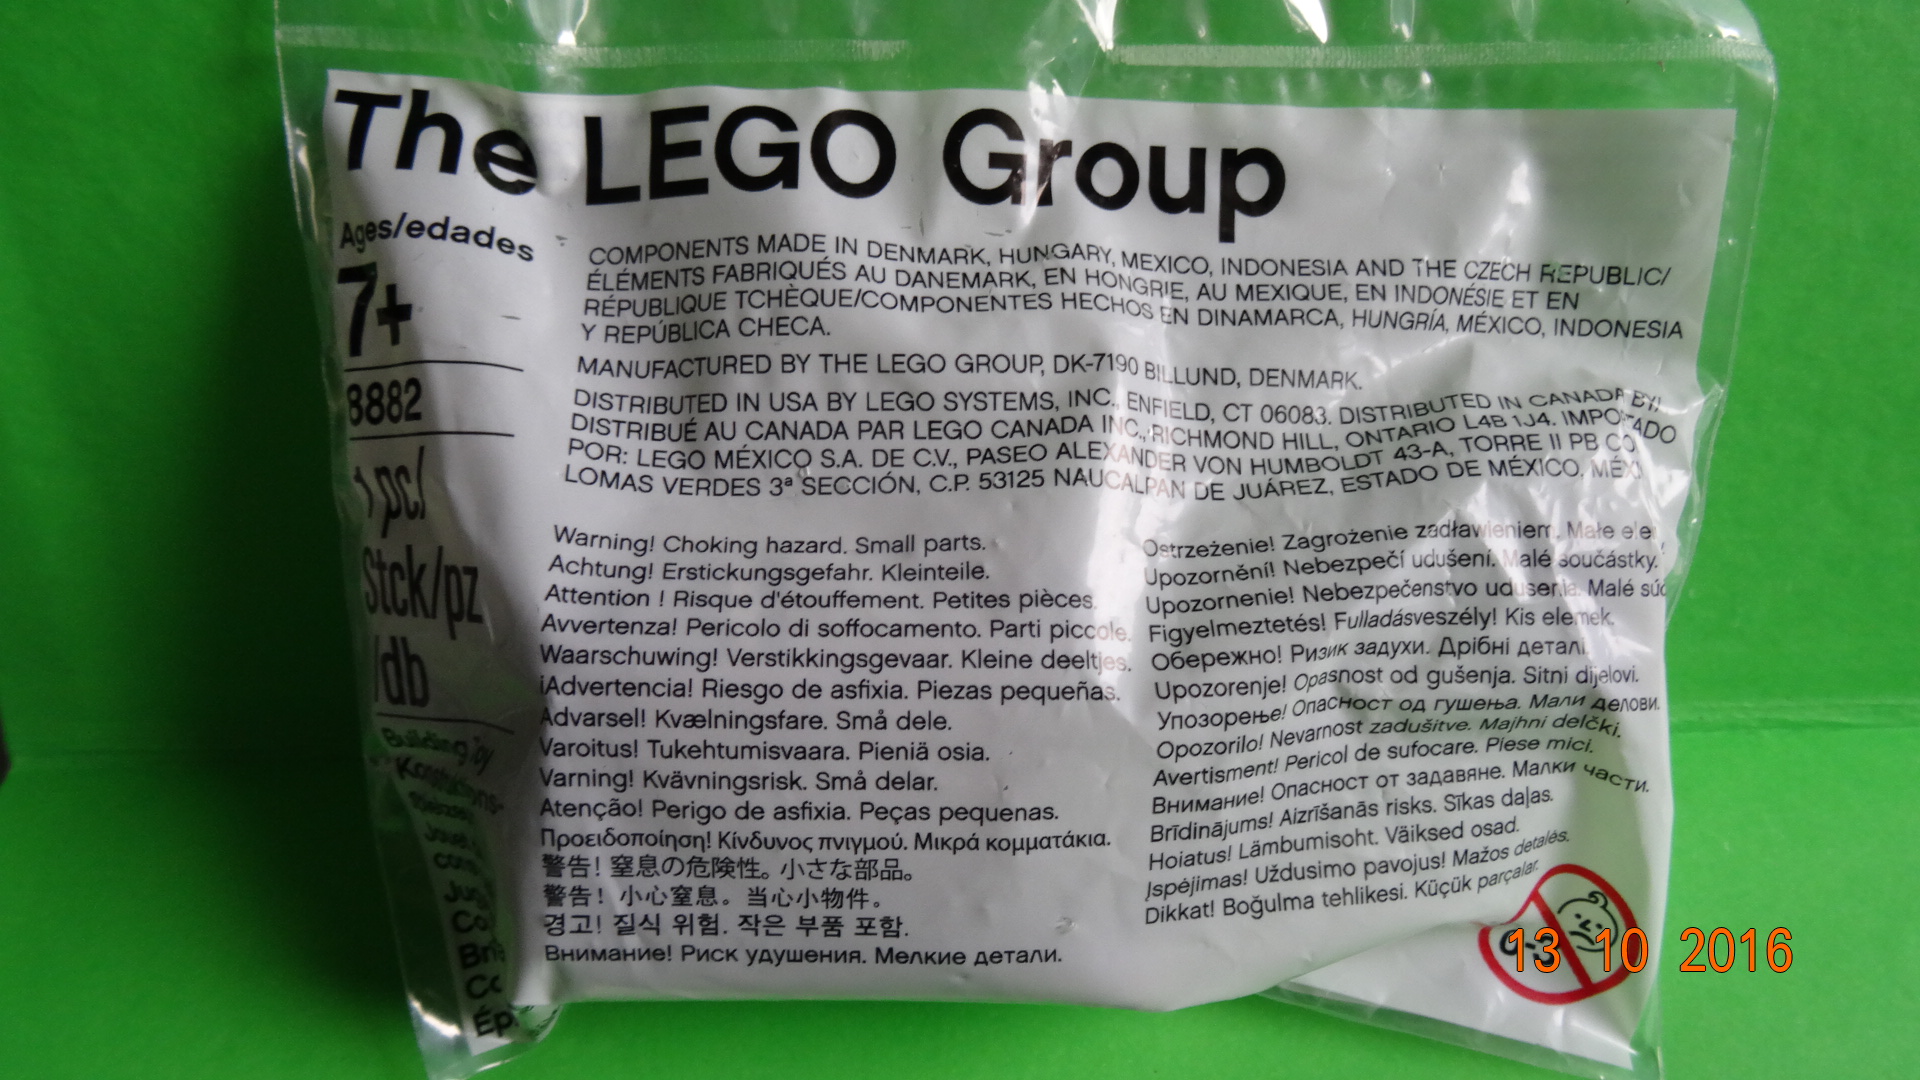 The LEGO Group
Ages/edades
7+
8882
1 pc/
Stck/pz
/db
Building Toy
COMPONENTS MADE IN DENMARK, HUNGARY, MEXICO, INDONESIA AND THE CZECH REPUBLIC/
ÉLÉMENTS FABRIQUÉS AU DANEMARK, EN HONGRIE, AU MEXIQUE, EN INDONÉSIE ET EN
RÉPUBLIQUE TCHÈQUE/COMPONENTES HECHOS EN DINAMARCA, HUNGRÍA, MÉXICO, INDONESIA
Y REPÚBLICA CHECA.
MANUFACTURED BY THE LEGO GROUP, DK-7190 BILLUND, DENMARK.
DISTRIBUTED IN USA BY LEGO SYSTEMS, INC., ENFIELD, CT 06083. DISTRIBUTED IN CANADA BY/
DISTRIBUÉ AU CANADA PAR LEGO CANADA INC., RICHMOND HILL, ONTARIO L4B 1J4. IMPORTADO
POR: LEGO MÉXICO S.A. DE C.V., PASEO ALEXANDER VON HUMBOLDT 43-A, TORRE II PB CO
LOMAS VERDES 3ª SECCIÓN, C.P. 53125 NAUCALPAN DE JUÁREZ, ESTADO DE MÉXICO, MÉXI
Warning! Choking hazard. Small parts.
Achtung! Erstickungsgefahr. Kleinteile.
Attention ! Risque d'étouffement. Petites pièces.
Avvertenza! Pericolo di soffocamento. Parti piccole.
Waarschuwing! Verstikkingsgevaar. Kleine deeltjes.
¡Advertencia! Riesgo de asfixia. Piezas pequeñas.
Advarsel! Kvælningsfare. Små dele.
Varoitus! Tukehtumisvaara. Pieniä osia.
Varning! Kvävningsrisk. Små delar.
Atenção! Perigo de asfixia. Peças pequenas.
Προειδοποίηση! Κίνδυνος πνιγμού. Μικρά κομματάκια.
警告! 窒息の危険性。小さな部品。
警告! 小心窒息。当心小物件。
경고! 질식 위험. 작은 부품 포함.
Внимание! Риск удушения. Мелкие детали.
Ostrzeżenie! Zagrożenie zadławieniem. Małe ele
Upozornění! Nebezpečí udušení. Malé součástky.
Upozornenie! Nebezpečenstvo udusenia. Malé súč
Figyelmeztetés! Fulladásveszély! Kis elemek.
Обережно! Ризик задухи. Дрібні деталі.
Upozorenje! Opasnost od gušenja. Sitni dijelovi.
Упозорење! Опасност од гушења. Мали делови.
Opozorilo! Nevarnost zadušitve. Majhni delčki.
Avertisment! Pericol de sufocare. Piese mici.
Внимание! Опасност от задавяне. Малки части.
Brīdinājums! Aizrīšanās risks. Sīkas daļas.
Hoiatus! Lämbumisoht. Väiksed osad.
Įspėjimas! Uždusimo pavojus! Mažos detalės.
Dikkat! Boğulma tehlikesi. Küçük parçalar.
0-3
13 10 2016